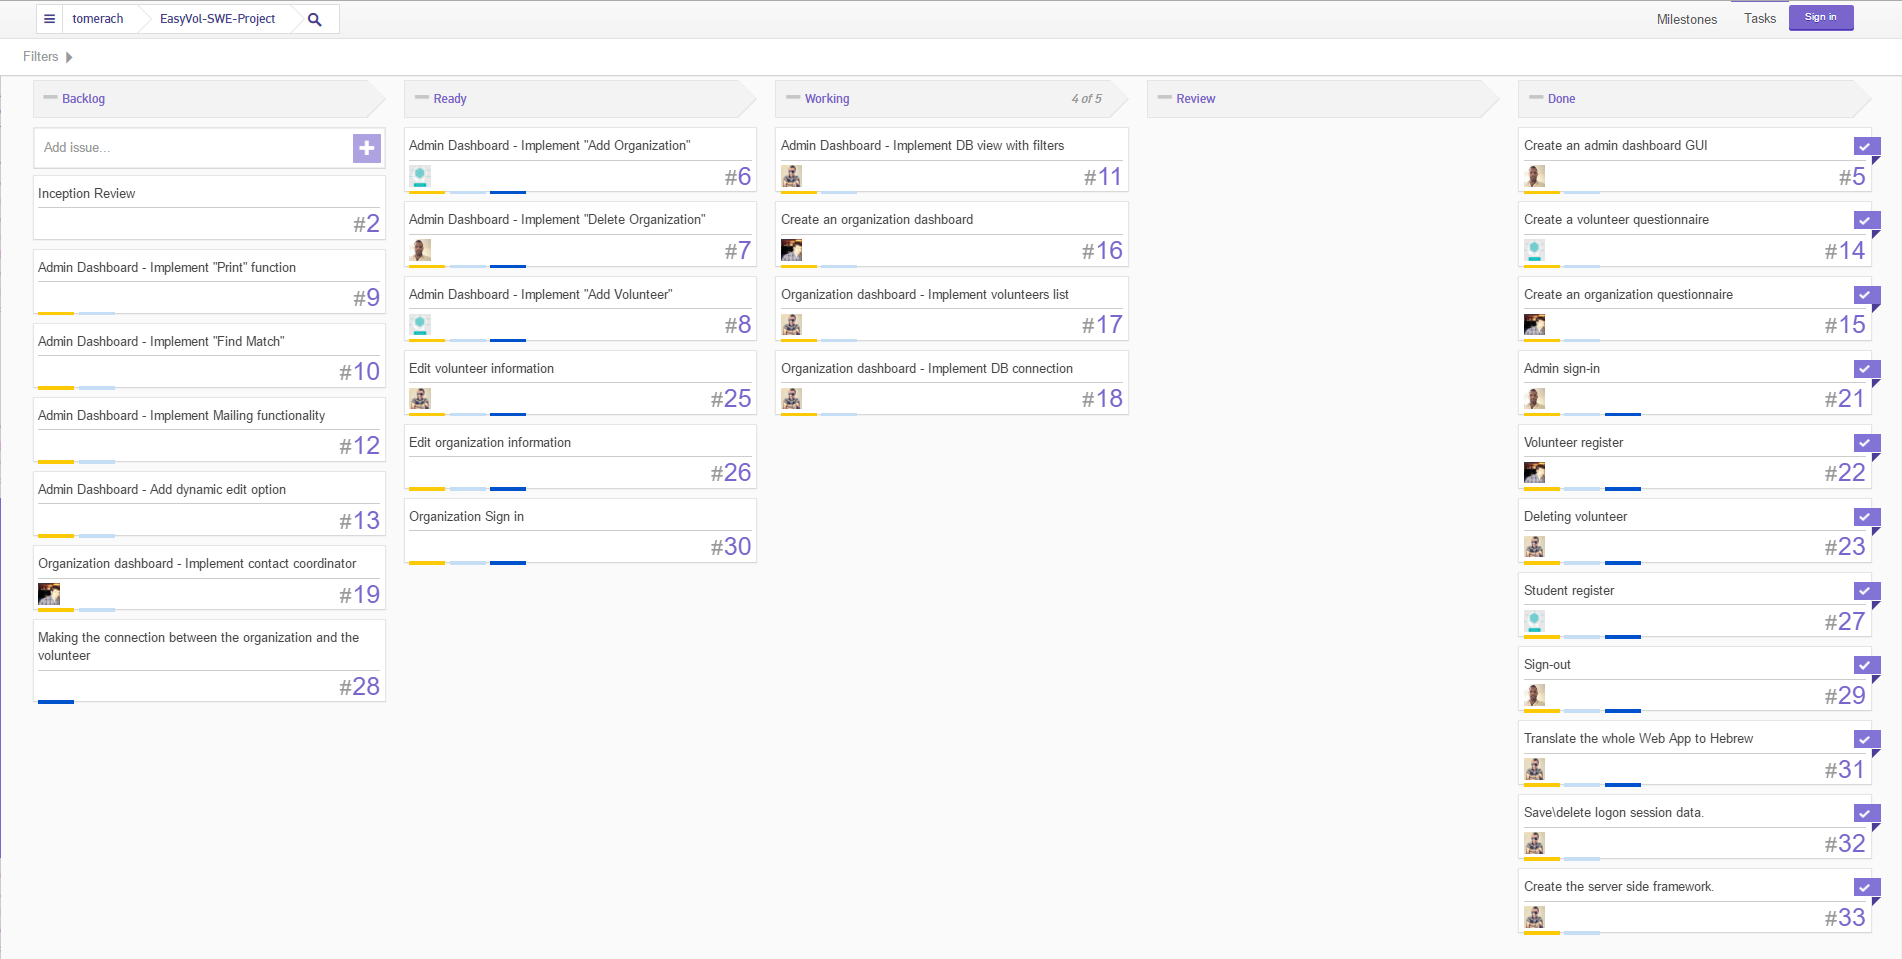 tomerach
EasyVol-SWE-Project
Milestones
Tasks
Sign in
Filters
Backlog
Add issue...
Inception Review
#2
Admin Dashboard - Implement "Print" function
#9
Admin Dashboard - Implement "Find Match"
#10
Admin Dashboard - Implement Mailing functionality
#12
Admin Dashboard - Add dynamic edit option
#13
Organization dashboard - Implement contact coordinator
#19
Making the connection between the organization and the
volunteer
#28
Ready
Admin Dashboard - Implement "Add Organization"
#6
Admin Dashboard - Implement "Delete Organization"
#7
Admin Dashboard - Implement "Add Volunteer"
#8
Edit volunteer information
#25
Edit organization information
#26
Organization Sign in
#30
Working
4 of 5
Admin Dashboard - Implement DB view with filters
#11
Create an organization dashboard
#16
Organization dashboard - Implement volunteers list
#17
Organization dashboard - Implement DB connection
#18
Review
Done
Create an admin dashboard GUI
#5
Create a volunteer questionnaire
#14
Create an organization questionnaire
#15
Admin sign-in
#21
Volunteer register
#22
Deleting volunteer
#23
Student register
#27
Sign-out
#29
Translate the whole Web App to Hebrew
#31
Save\delete logon session data.
#32
Create the server side framework.
#33